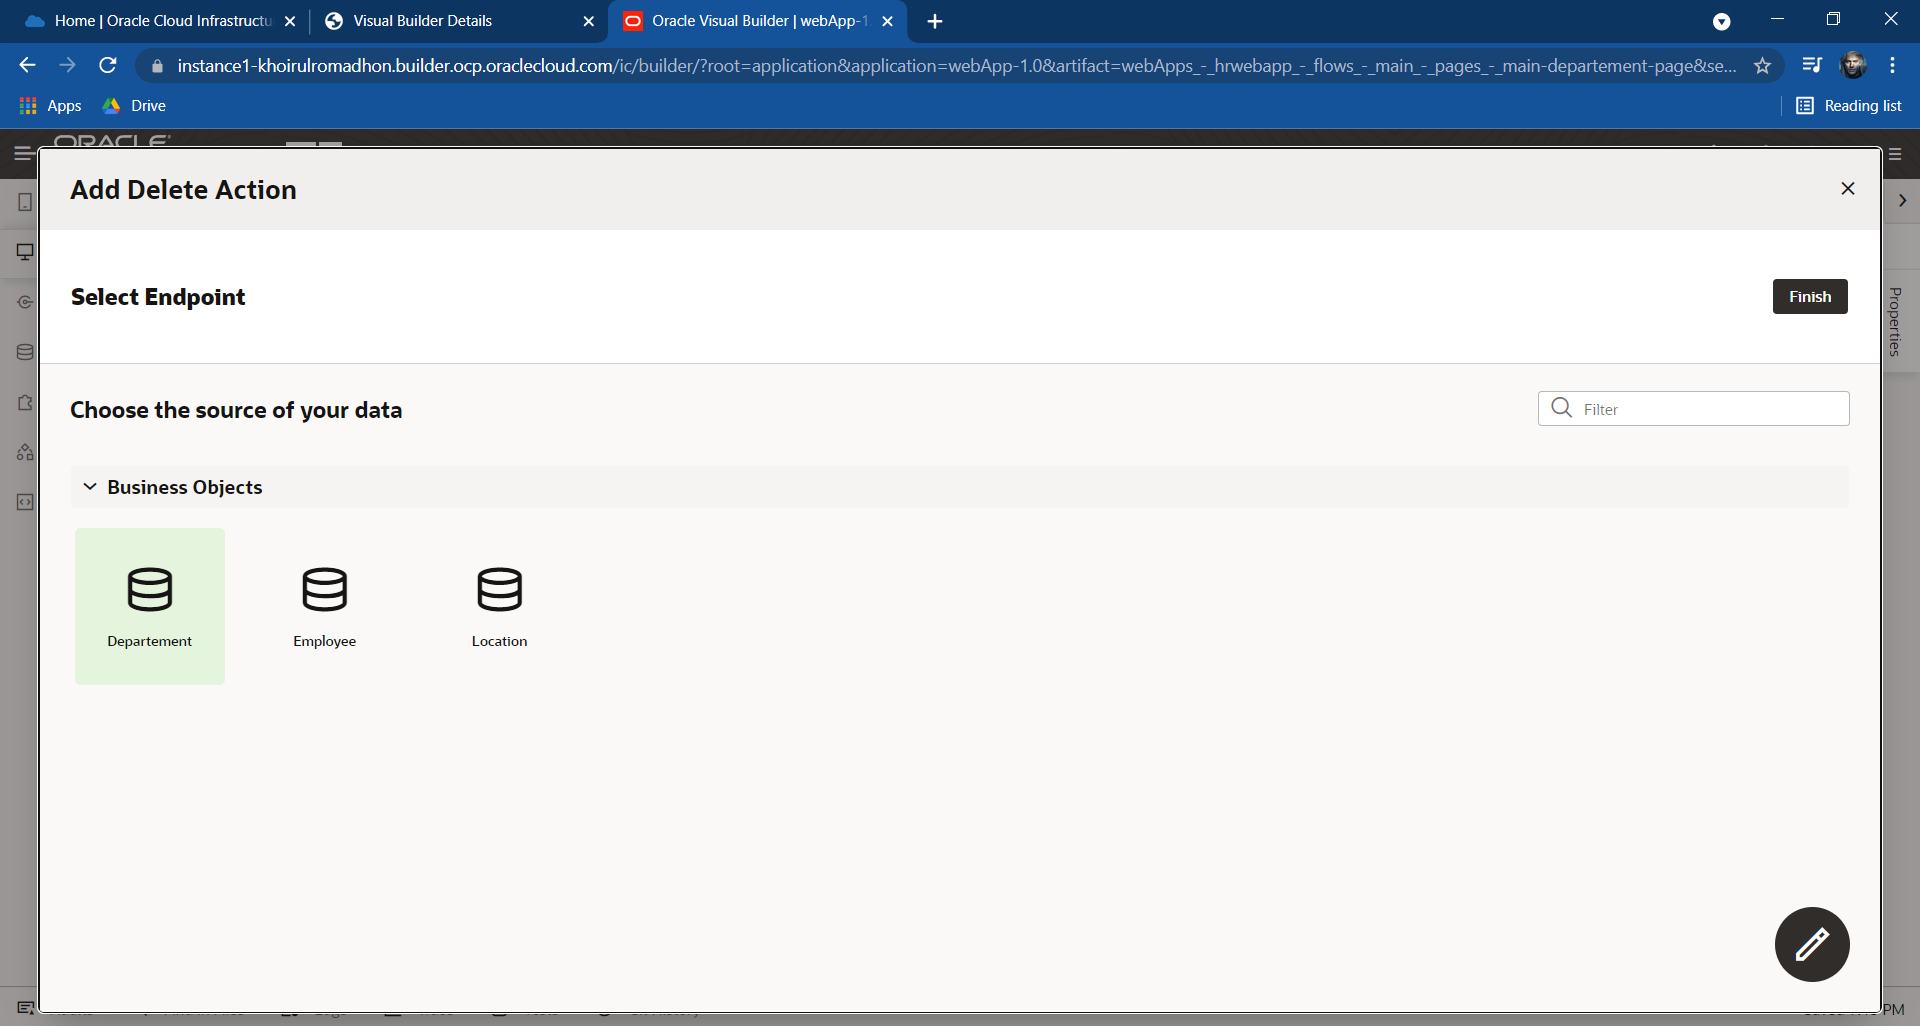 Home | Oracle Cloud Infrastructu
Visual Builder Details
Oracle Visual Builder | webApp-1
instance1-khoirulromadhon.builder.ocp.oraclecloud.com/ic/builder/?root=application&application=webApp-1.0&artifact=webApps_-_hrwebapp_-_flows_-_main_-_pages_-_main-departement-page&se...
Apps
Drive
Reading list
ORACLE
Add Delete Action
Select Endpoint
Finish
Properties
Choose the source of your data
Filter
Business Objects
Departement
Employee
Location
PM